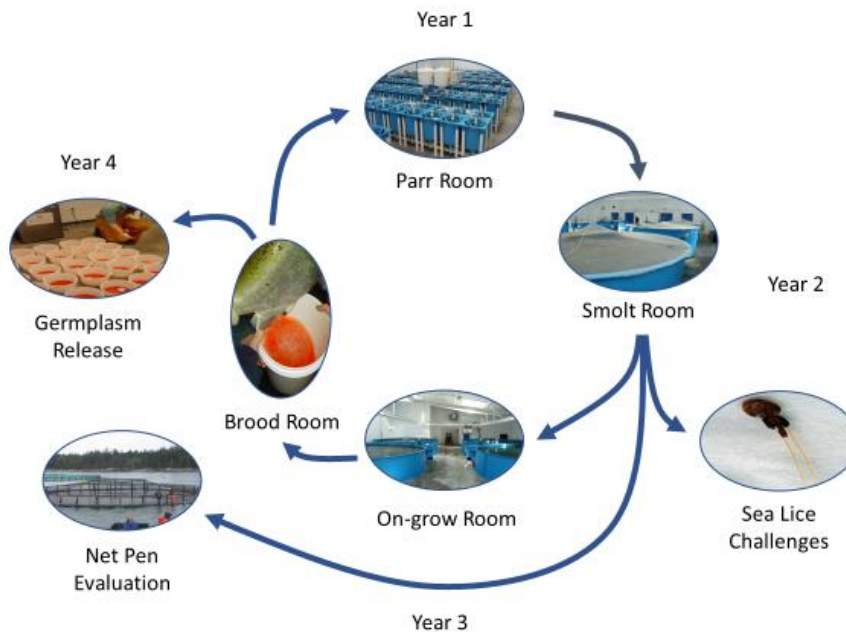 Year 1
Parr Room
Year 4
Germplasm
Release
Smolt Room
Year 2
Brood Room
On-grow Room
Sea Lice
Challenges
Net Pen
Evaluation
Year 3